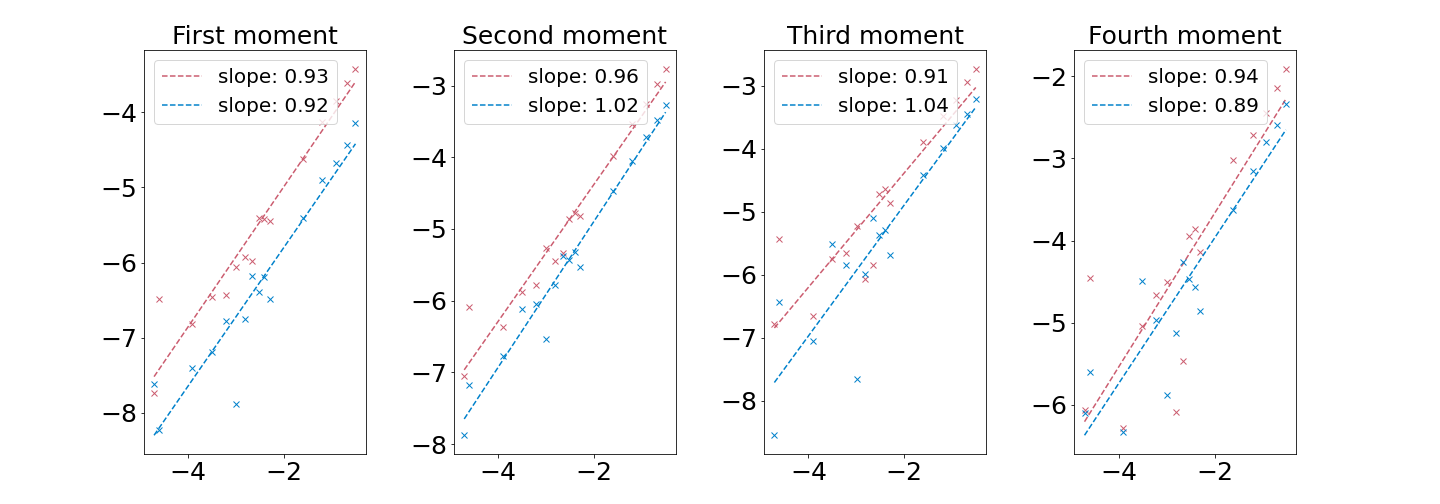 First moment
slope: 0.93
slope: 0.92
−4
−5
−6
−7
−8
−4 −2
Second moment
slope: 0.96
slope: 1.02
−3
−4
−5
−6
−7
−8
−4 −2
Third moment
slope: 0.91
slope: 1.04
−3
−4
−5
−6
−7
−8
−4 −2
Fourth moment
slope: 0.94
slope: 0.89
−2
−3
−4
−5
−6
−4 −2